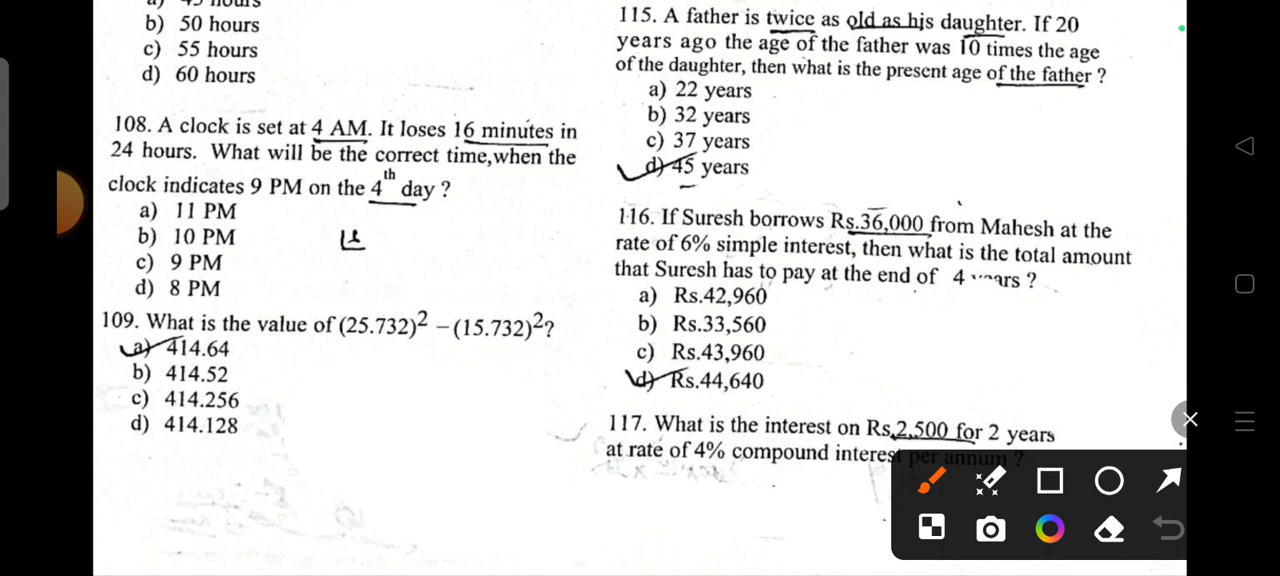 b) 50 hours
c) 55 hours
d) 60 hours
108. A clock is set at 4 AM. It loses 16 minutes in
24 hours. What will be the correct time,when the
clock indicates 9 PM on the 4th day ?
a) 11 PM
b) 10 PM
c) 9 PM
d) 8 PM
109. What is the value of (25.732)² – (15.732)²?
a) 414.64
b) 414.52
c) 414.256
d) 414.128
115. A father is twice as old as his daughter. If 20
years ago the age of the father was 10 times the age
of the daughter, then what is the present age of the father ?
a) 22 years
b) 32 years
c) 37 years
d) 45 years
116. If Suresh borrows Rs.36,000 from Mahesh at the
rate of 6% simple interest, then what is the total amount
that Suresh has to pay at the end of 4 ?
a) Rs.42,960
b) Rs.33,560
c) Rs.43,960
d) Rs.44,640
117. What is the interest on Rs.2,500 for 2 years
at rate of 4% compound interest per annum ?